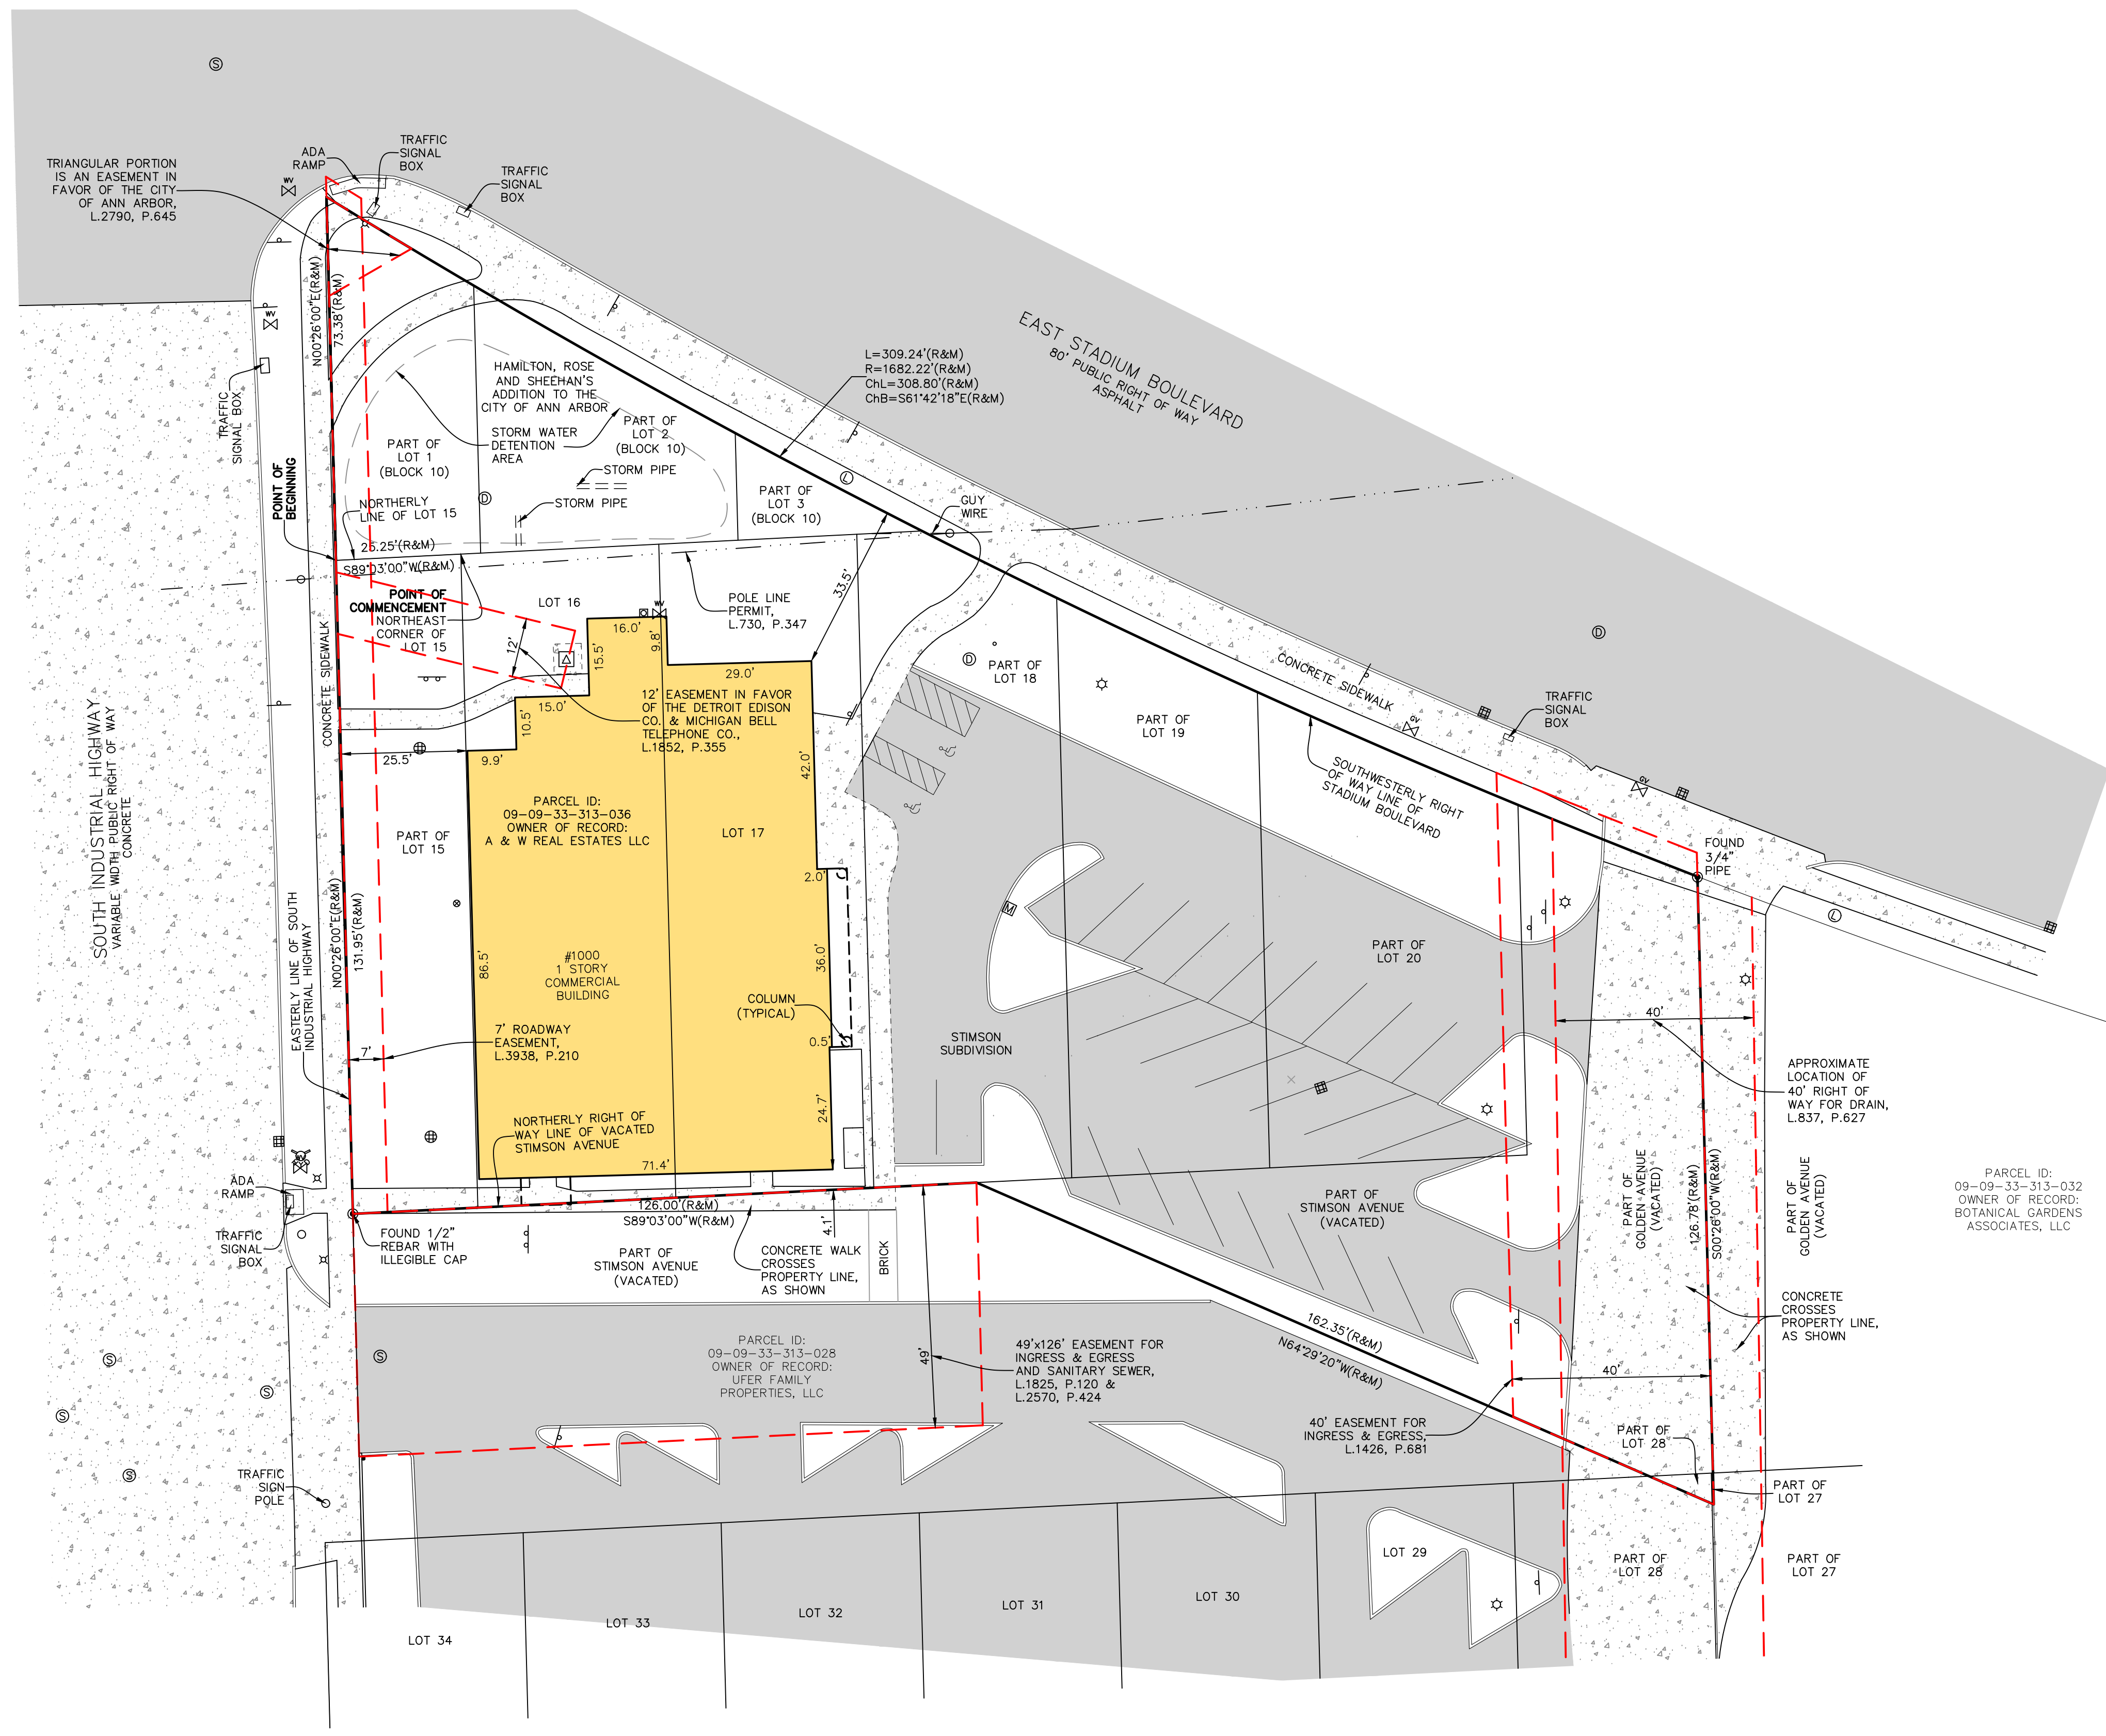 TRIANGULAR PORTION
IS AN EASEMENT IN
FAVOR OF THE CITY
OF ANN ARBOR,
L.2790, P.645
ADA
RAMP
TRAFFIC
SIGNAL
BOX
TRAFFIC
SIGNAL
BOX
WV
S
N00°26'00"E(R&M)
73.38'(R&M)
WV
TRAFFIC
SIGNAL BOX
HAMILTON, ROSE
AND SHEEHAN'S
ADDITION TO THE
CITY OF ANN ARBOR
PART OF
LOT 1
(BLOCK 10)
STORM WATER
DETENTION
AREA
PART OF
LOT 2
(BLOCK 10)
STORM PIPE
STORM PIPE
D
PART OF
LOT 3
(BLOCK 10)
L=309.24'(R&M)
R=1682.22'(R&M)
ChL=308.80'(R&M)
ChB=S61°42'18"E(R&M)
EAST STADIUM BOULEVARD
80' PUBLIC RIGHT OF WAY
ASPHALT
L
GUY
WIRE
POINT OF
BEGINNING
NORTHERLY
LINE OF LOT 15
26.25'(R&M)
S89°03'00"W(R&M)
POINT OF
COMMENCEMENT
NORTHEAST
CORNER OF
LOT 15
LOT 16
12'
POLE LINE
PERMIT,
L.730, P.347
33.5'
WV
16.0'
9.8'
15.5'
29.0'
15.0'
10.5'
9.9'
25.5'
42.0'
12' EASEMENT IN FAVOR
OF THE DETROIT EDISON
CO. & MICHIGAN BELL
TELEPHONE CO.,
L.1852, P.355
PARCEL ID:
09-09-33-313-036
OWNER OF RECORD:
A & W REAL ESTATES LLC
LOT 17
PART OF
LOT 15
CONCRETE SIDEWALK
SOUTH INDUSTRIAL HIGHWAY
VARIABLE WIDTH PUBLIC RIGHT OF WAY
CONCRETE
EASTERLY LINE OF SOUTH
INDUSTRIAL HIGHWAY
N00°26'00"E(R&M)
131.95'(R&M)
86.5'
#1000
1 STORY
COMMERCIAL
BUILDING
2.0'
36.0'
COLUMN
(TYPICAL)
0.5'
24.7'
7'
7' ROADWAY
EASEMENT,
L.3938, P.210
NORTHERLY RIGHT OF
WAY LINE OF VACATED
STIMSON AVENUE
71.4'
126.00'(R&M)
S89°03'00"W(R&M)
4.1'
D
PART OF
LOT 18
PART OF
LOT 19
CONCRETE SIDEWALK
GV
TRAFFIC
SIGNAL
BOX
GV
D
SOUTHWESTERLY RIGHT
OF WAY LINE OF
STADIUM BOULEVARD
M
PART OF
LOT 20
FOUND
3/4"
PIPE
L
STIMSON
SUBDIVISION
40'
APPROXIMATE
LOCATION OF
40' RIGHT OF
WAY FOR DRAIN,
L.837, P.627
PART OF
GOLDEN AVENUE
(VACATED)
126.78'(R&M)
S00°26'00"W(R&M)
PART OF
GOLDEN AVENUE
(VACATED)
PARCEL ID:
09-09-33-313-032
OWNER OF RECORD:
BOTANICAL GARDENS
ASSOCIATES, LLC
PART OF
STIMSON AVENUE
(VACATED)
ADA
RAMP
TRAFFIC
SIGNAL
BOX
FOUND 1/2"
REBAR WITH
ILLEGIBLE CAP
PART OF
STIMSON AVENUE
(VACATED)
CONCRETE WALK
CROSSES
PROPERTY LINE,
AS SHOWN
BRICK
49'
PARCEL ID:
09-09-33-313-028
OWNER OF RECORD:
UFER FAMILY
PROPERTIES, LLC
49'x126' EASEMENT FOR
INGRESS & EGRESS
AND SANITARY SEWER,
L.1825, P.120 &
L.2570, P.424
162.35'(R&M)
N64°29'20"W(R&M)
40'
40' EASEMENT FOR
INGRESS & EGRESS,
L.1426, P.681
CONCRETE
CROSSES
PROPERTY LINE,
AS SHOWN
PART OF
LOT 28
PART OF
LOT 27
S
S
S
S
S
TRAFFIC
SIGN
POLE
LOT 34
LOT 33
LOT 32
LOT 31
LOT 30
LOT 29
PART OF
LOT 28
PART OF
LOT 27